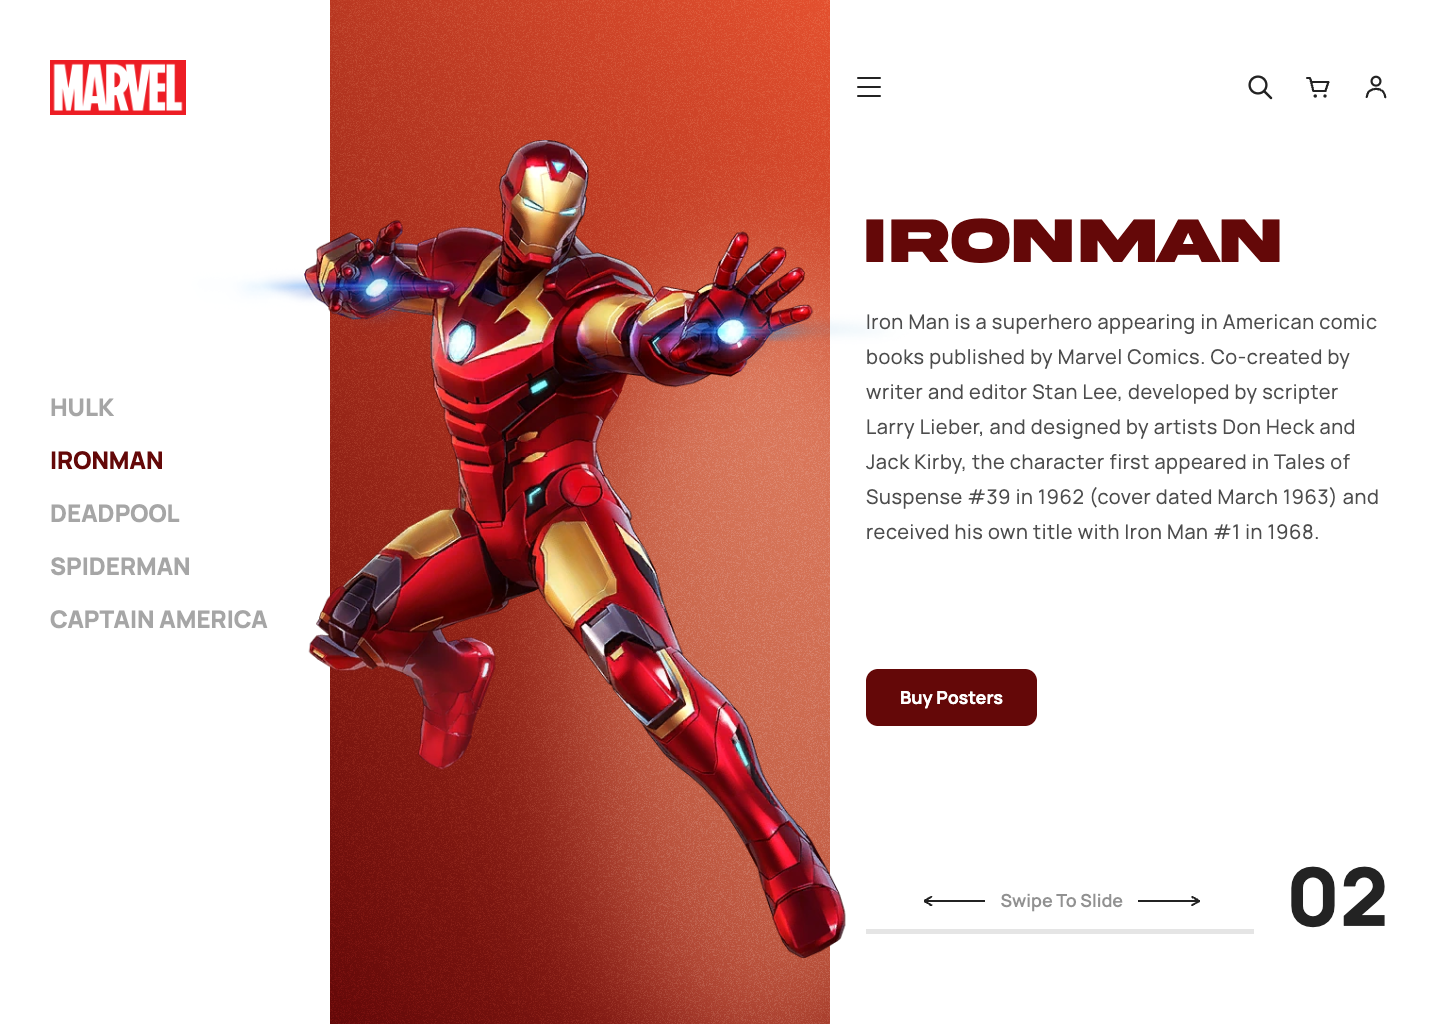 MARVEL
HULK
IRONMAN
DEADPOOL
SPIDERMAN
CAPTAIN AMERICA
IRONMAN
Iron Man is a superhero appearing in American comic
books published by Marvel Comics. Co-created by
writer and editor Stan Lee, developed by scripter
Larry Lieber, and designed by artists Don Heck and
Jack Kirby, the character first appeared in Tales of
Suspense #39 in 1962 (cover dated March 1963) and
received his own title with Iron Man #1 in 1968.
Buy Posters
Swipe To Slide
02